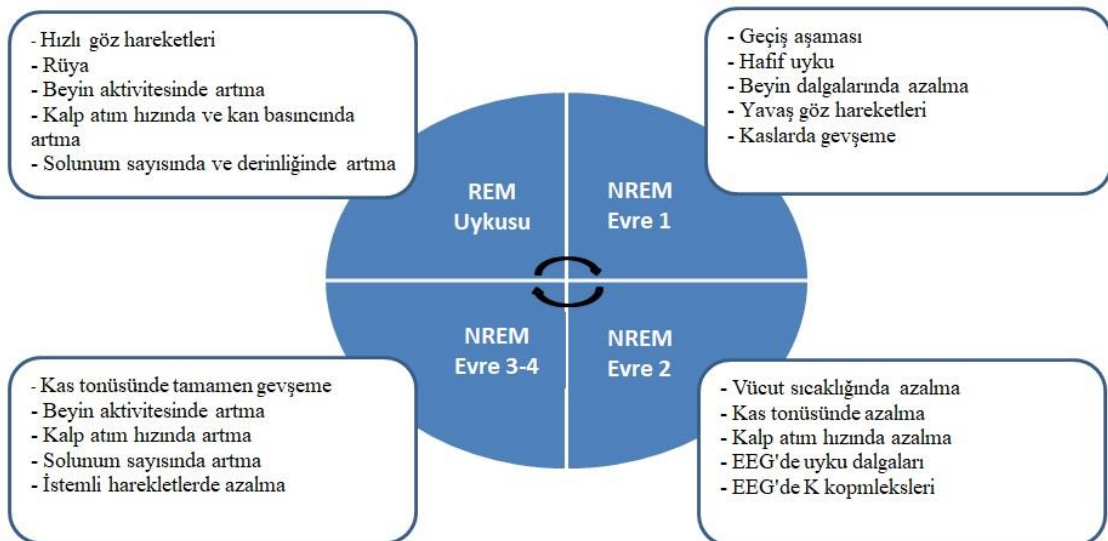 - Hızlı göz hareketleri
- Rüya
- Beyin aktivitesinde artma
- Kalp atım hızında ve kan basıncında
artma
- Solunum sayısında ve derinliğinde artma
- Geçiş aşaması
- Hafif uyku
- Beyin dalgalarında azalma
- Yavaş göz hareketleri
- Kaslarda gevşeme
REM
Uykusu
NREM
Evre 1
NREM
Evre 3-4
NREM
Evre 2
- Kas tonüsünde tamamen gevşeme
- Beyin aktivitesinde artma
- Kalp atım hızında artma
- Solunum sayısında artma
- İstemli harekletlerde azalma
- Vücut sıcaklığında azalma
- Kas tonüsünde azalma
- Kalp atım hızında azalma
- EEG'de uyku dalgaları
- EEG'de K kopmleksleri